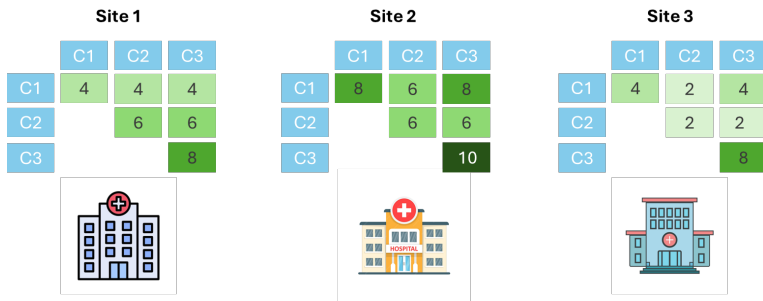 Site 1 Site 2 Site 3
C1 C2 C3 C1 C2 C3 C1 C2 C3
C1 4 4 4 C1 8 6 8 C1 4 2 4
C2 6 6 C2 6 6 C2 2 2
C3 8 C3 10 C3 8
HOSPITAL